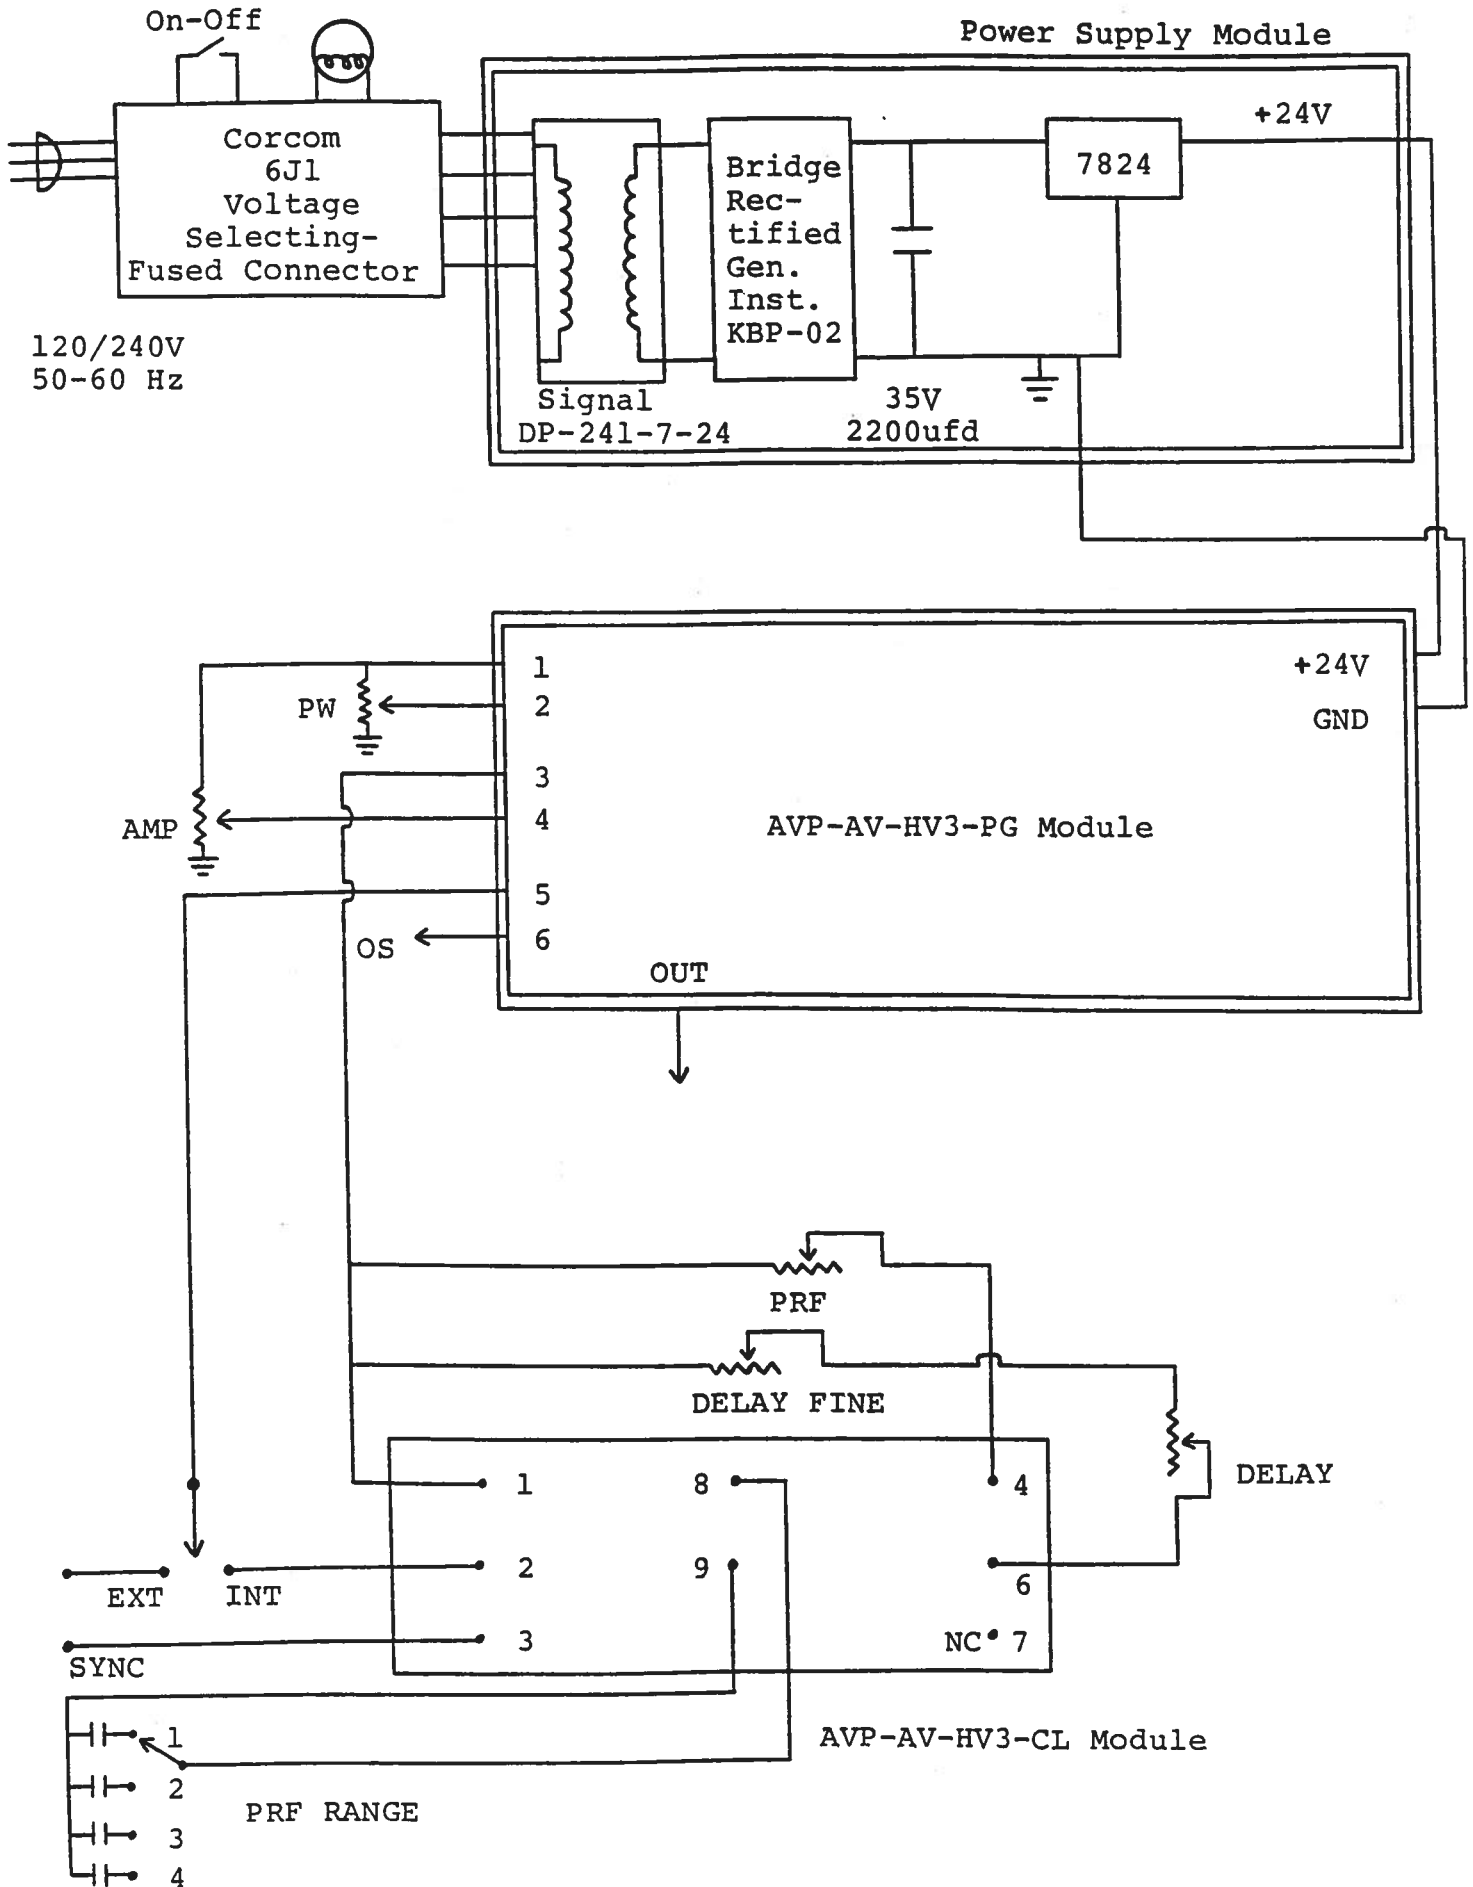 On-Off
Power Supply Module
Corcom
6J1
Voltage
Selecting-
Fused Connector
120/240V
50-60 Hz
Signal
DP-241-7-24
Bridge
Rec-
tified
Gen.
Inst.
KBP-02
35V
2200ufd
7824
+24V
1
2
3
4
5
6
PW
AMP
OS
OUT
AVP-AV-HV3-PG Module
+24V
GND
PRF
DELAY FINE
DELAY
1
2
3
8
9
4
6
NC 7
EXT
INT
SYNC
1
2
3
4
PRF RANGE
AVP-AV-HV3-CL Module